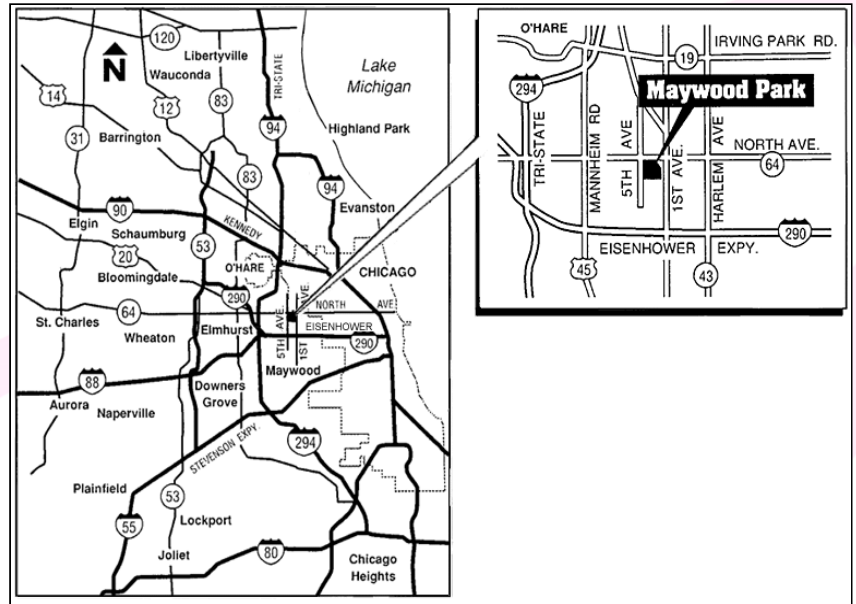 120
Libertyville
N
Wauconda
TRI-STATE
Lake
Michigan
14
12
83
94
Highland Park
31
Barrington
83
94
Evanston
90
Elgin
KENNEDY
Schaumburg
53
20
O'HARE
CHICAGO
Bloomingdale
290
64
NORTH AVE
St. Charles
Elmhurst
5TH AVE.
1ST AVE.
EISENHOWER
Wheaton
290
Maywood
88
Downers
Grove
Aurora
Naperville
STEVENSON EXPY.
294
Plainfield
53
Lockport
55
Joliet
80
Chicago
Heights
O'HARE
IRVING PARK RD.
19
294
Maywood Park
TRI-STATE
MANNHEIM RD
5TH AVE
1ST AVE.
HARLEM AVE
NORTH AVE.
64
290
EISENHOWER EXPY.
45
43